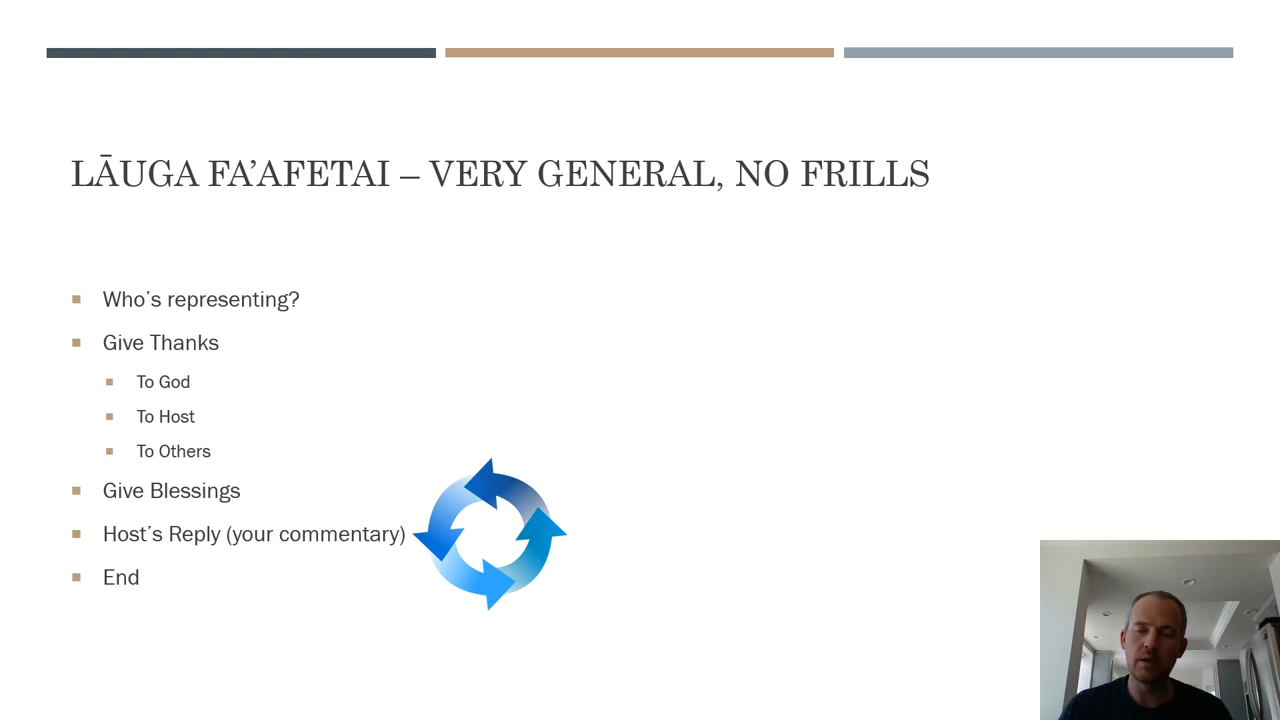 LĀUGA FA’AFETAI – VERY GENERAL, NO FRILLS
Who’s representing?
Give Thanks
To God
To Host
To Others
Give Blessings
Host’s Reply (your commentary)
End